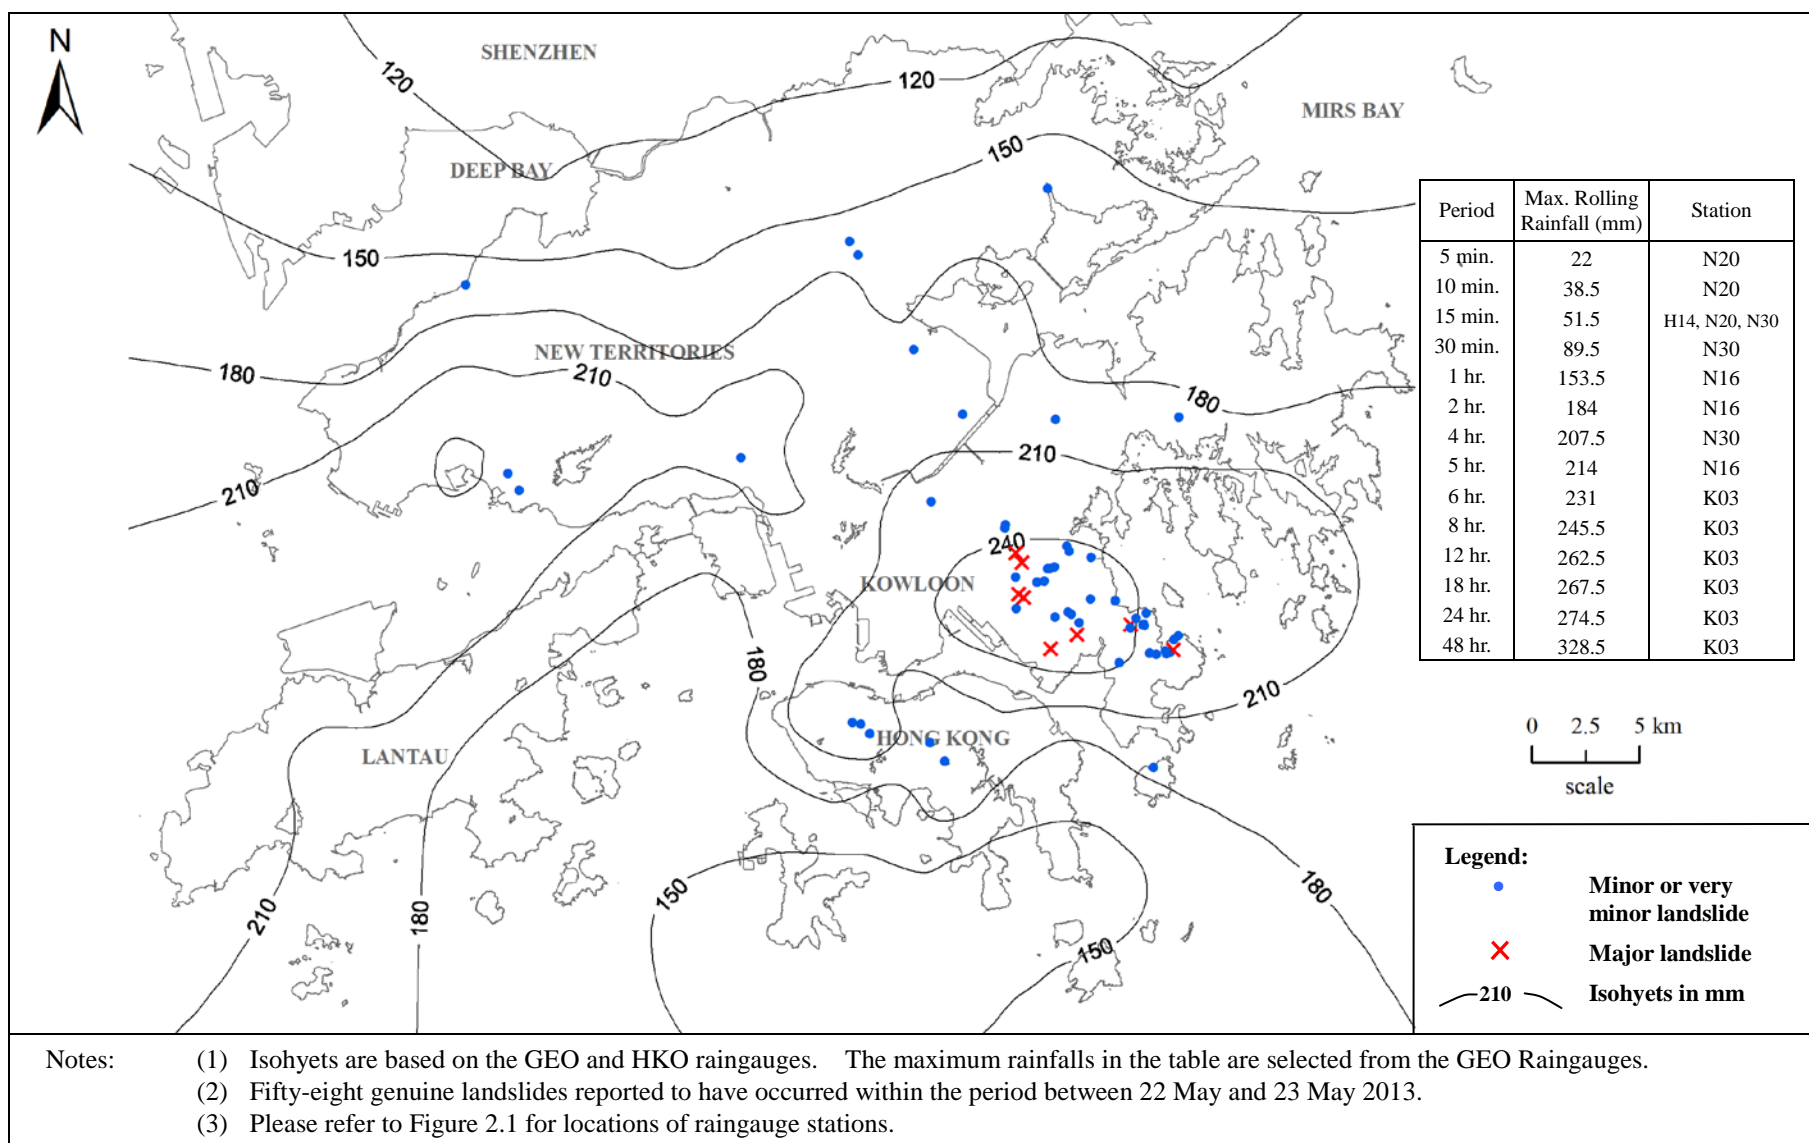 N
SHENZHEN
120
120
MIRS BAY
150
DEEP BAY
150
NEW TERRITORIES
180
210
180
210
210
240
KOWLOON
180
210
HONG KONG
LANTAU
150
180
210
180
150
Period Max. Rolling Rainfall (mm) Station
5 min. 22 N20
10 min. 38.5 N20
15 min. 51.5 H14, N20, N30
30 min. 89.5 N30
1 hr. 153.5 N16
2 hr. 184 N16
4 hr. 207.5 N30
5 hr. 214 N16
6 hr. 231 K03
8 hr. 245.5 K03
12 hr. 262.5 K03
18 hr. 267.5 K03
24 hr. 274.5 K03
48 hr. 328.5 K03
0 2.5 5 km
scale
Legend:
Minor or very
minor landslide
Major landslide
210 Isohyets in mm
Notes: (1) Isohyets are based on the GEO and HKO raingauges. The maximum rainfalls in the table are selected from the GEO Raingauges.
(2) Fifty-eight genuine landslides reported to have occurred within the period between 22 May and 23 May 2013.
(3) Please refer to Figure 2.1 for locations of raingauge stations.